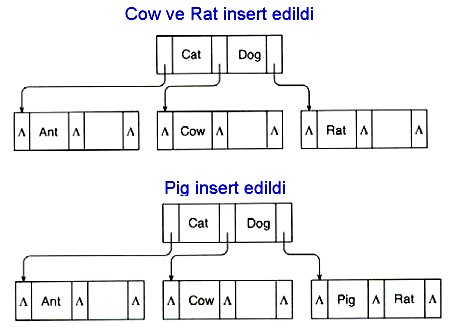 Cow ve Rat insert edildi
Cat Dog
Λ Ant Λ Λ Λ Cow Λ Λ Λ Rat Λ Λ
Pig insert edildi
Cat Dog
Λ Ant Λ Λ Λ Cow Λ Λ Λ Pig Λ Rat Λ